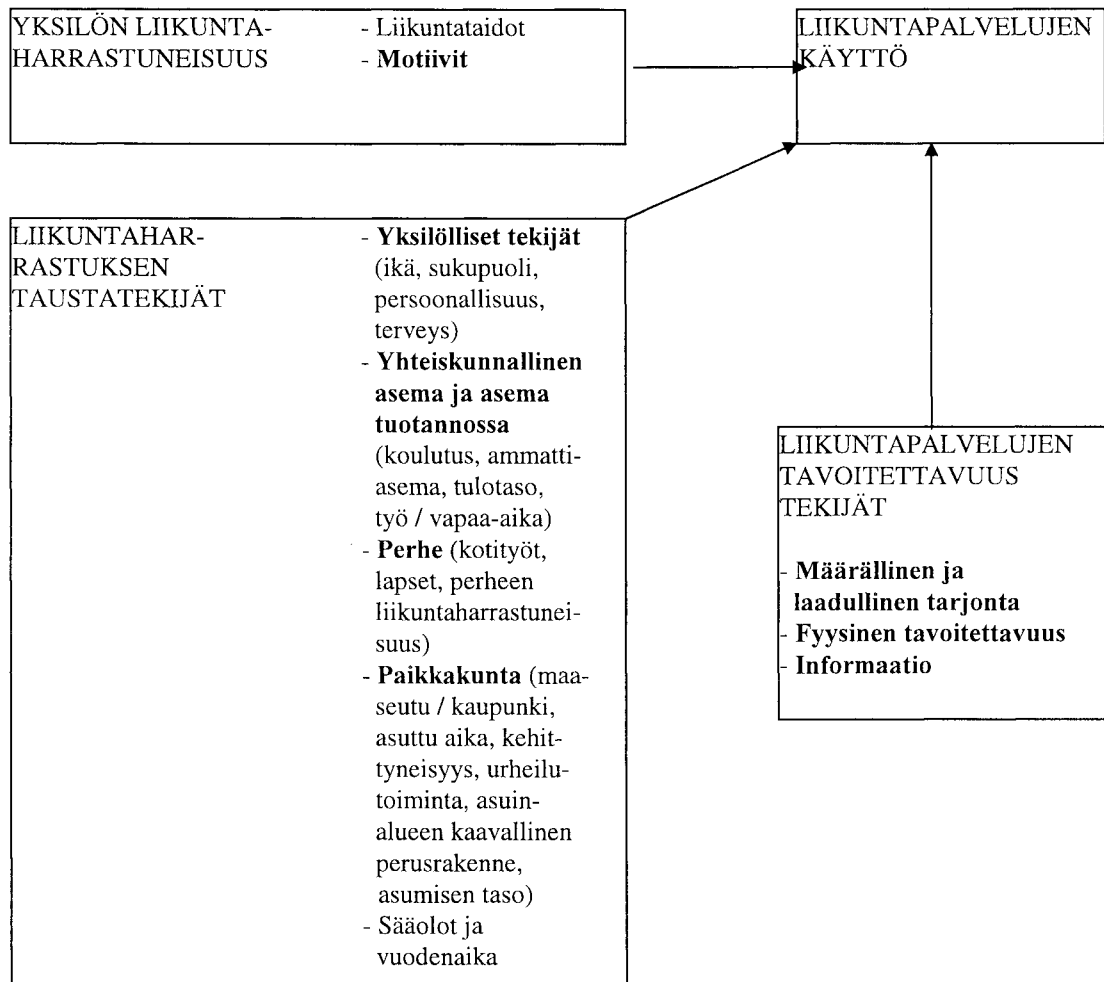 YKSILÖN LIIKUNTA-
HARRASTUNEISUUS
- Liikuntataidot
- Motiivit
LIIKUNTAPALVELUJEN
KÄYTTÖ
LIIKUNTAHAR-
RASTUKSEN
TAUSTATEKIJÄT
- Yksilölliset tekijät
(ikä, sukupuoli,
persoonallisuus,
terveys)
- Yhteiskunnallinen
asema ja asema
tuotannossa
(koulutus, ammatti-
asema, tulotaso,
työ / vapaa-aika)
- Perhe (kotityöt,
lapset, perheen
liikuntaharrastunei-
suus)
- Paikkakunta (maa-
seutu / kaupunki,
asuttu aika, kehit-
tyneisyys, urheilu-
toiminta, asuin-
alueen kaavallinen
perusrakenne,
asumisen taso)
- Sääolot ja
vuodenaika
LIIKUNTAPALVELUJEN
TAVOITETTAVUUS
TEKIJÄT
- Määrällinen ja
laadullinen tarjonta
- Fyysinen tavoitettavuus
- Informaatio